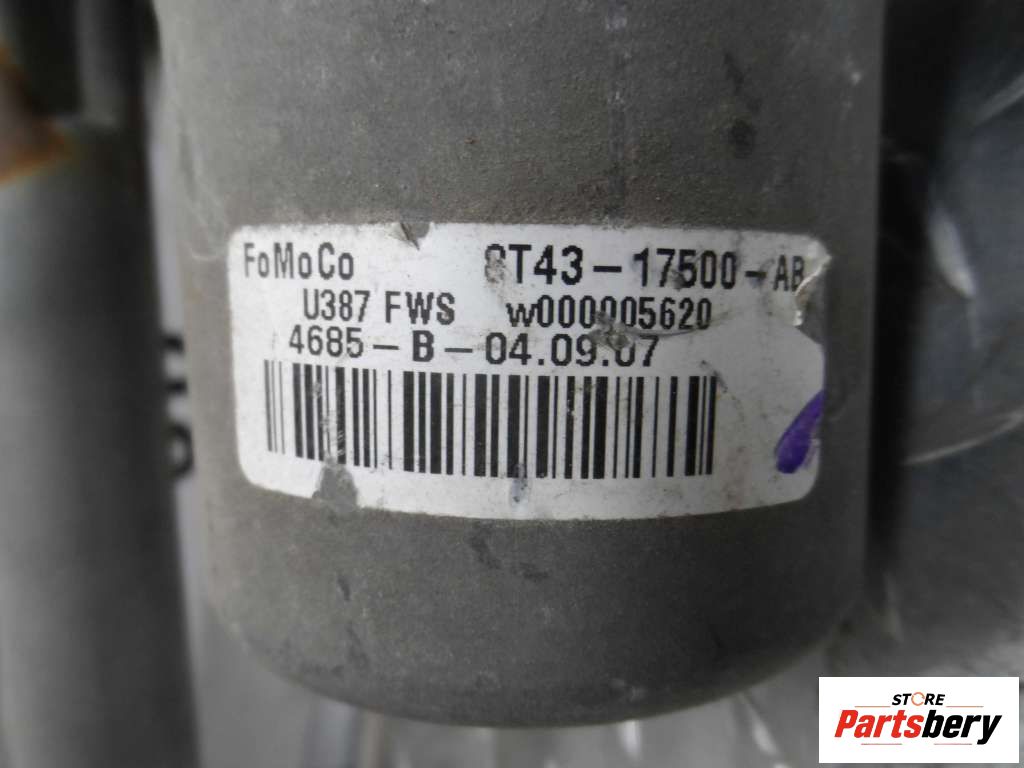 FoMoCo 8T43-17500-AB
U387 FWS w000005620
4685-B-04.09.07
STORE
Partsbery